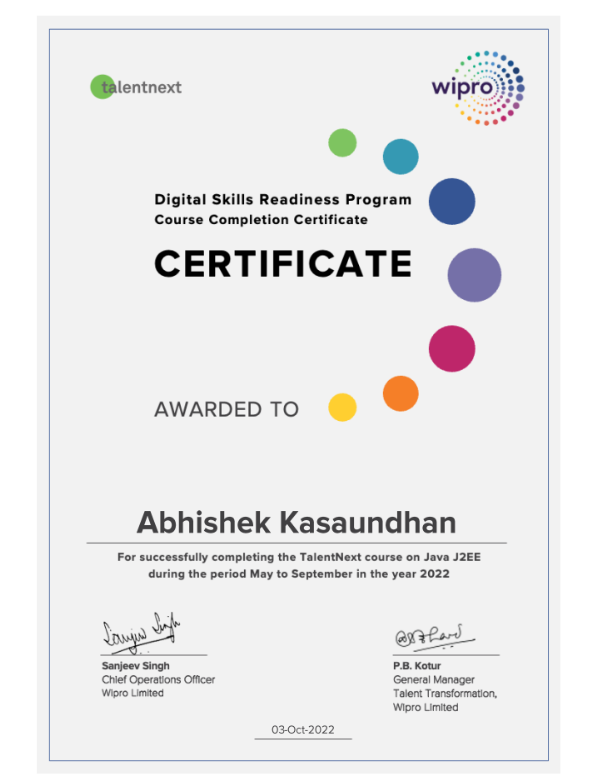 talentnext
wipro
Digital Skills Readiness Program
Course Completion Certificate
CERTIFICATE
AWARDED TO
Abhishek Kasaundhan
For successfully completing the TalentNext course on Java J2EE
during the period May to September in the year 2022
Sanjeev Singh
Chief Operations Officer
Wipro Limited
P.B. Kotur
General Manager
Talent Transformation,
Wipro Limited
03-Oct-2022